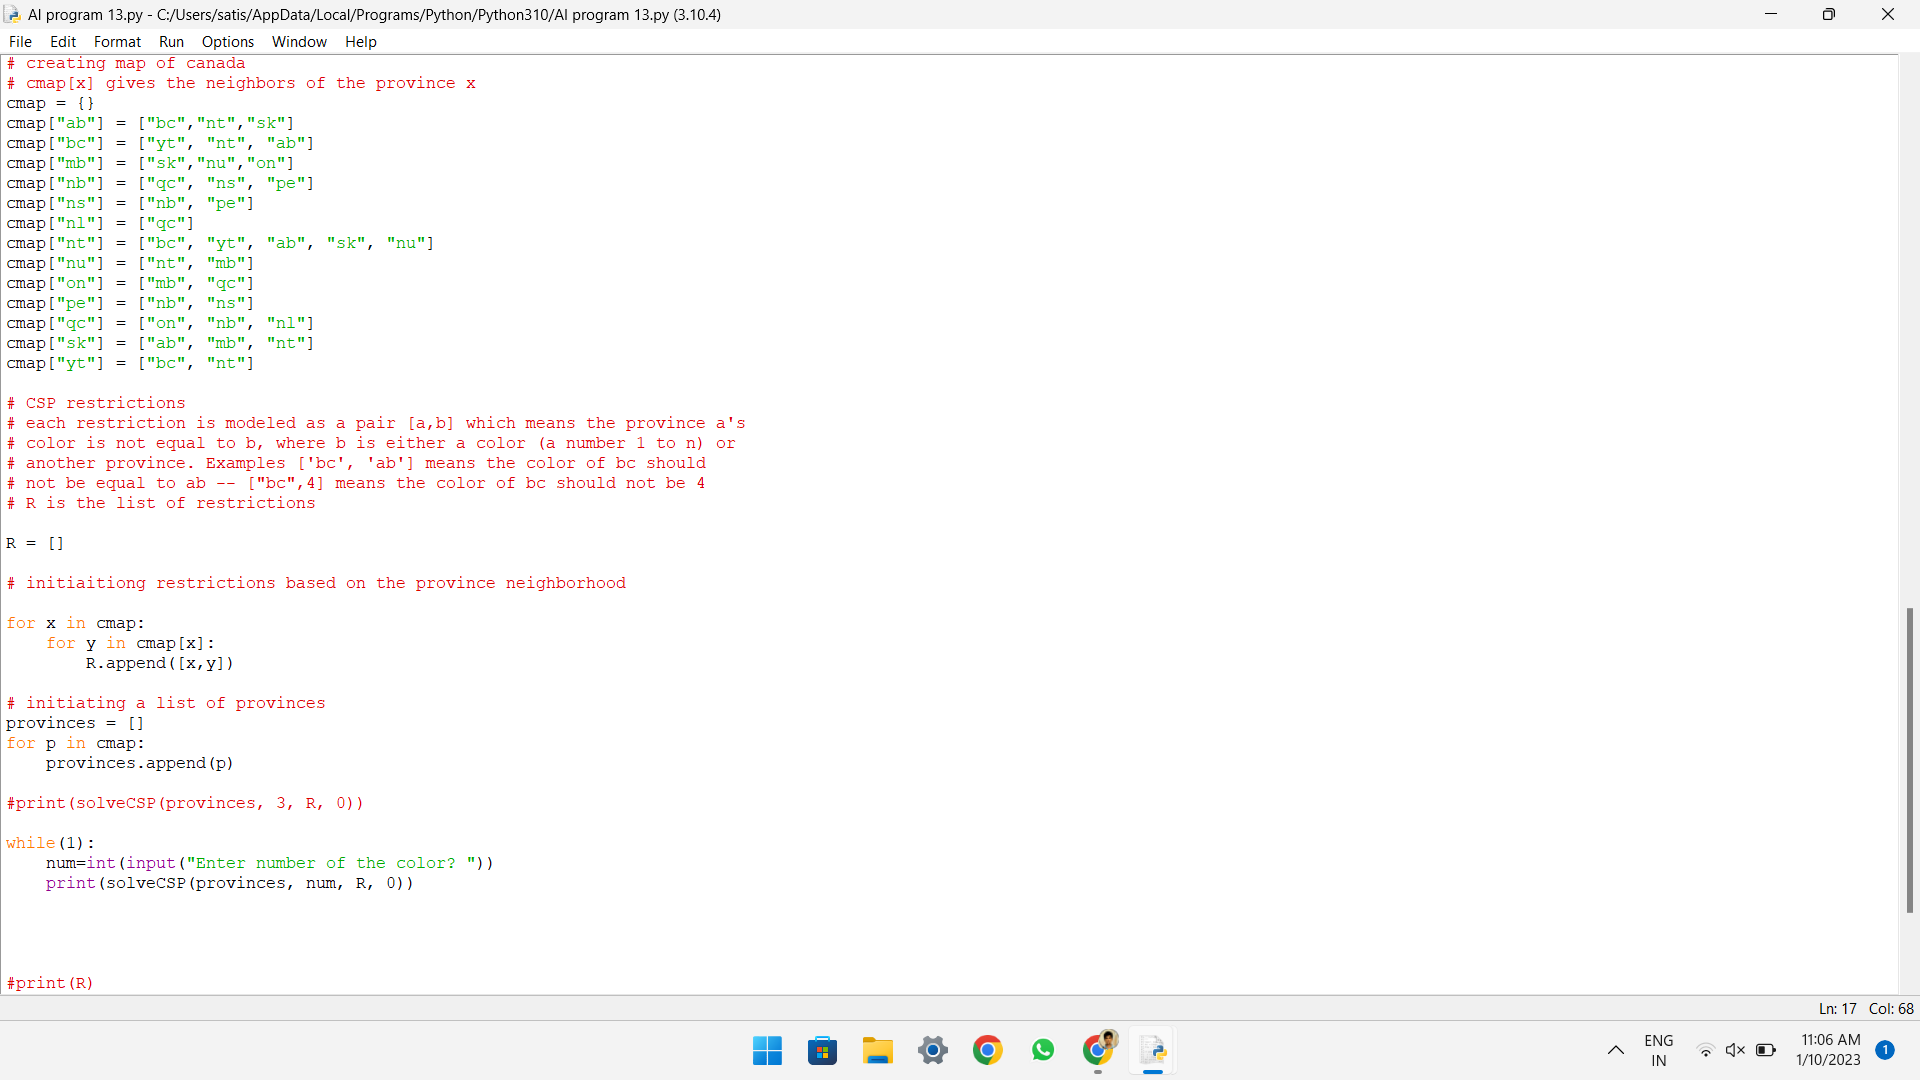 AI program 13.py - C:/Users/satis/AppData/Local/Programs/Python/Python310/AI program 13.py (3.10.4)
File Edit Format Run Options Window Help
# creating map of canada
# cmap[x] gives the neighbors of the province x
cmap = {}
cmap["ab"] = ["bc","nt","sk"]
cmap["bc"] = ["yt", "nt", "ab"]
cmap["mb"] = ["sk","nu","on"]
cmap["nb"] = ["qc", "ns", "pe"]
cmap["ns"] = ["nb", "pe"]
cmap["nl"] = ["qc"]
cmap["nt"] = ["bc", "yt", "ab", "sk", "nu"]
cmap["nu"] = ["nt", "mb"]
cmap["on"] = ["mb", "qc"]
cmap["pe"] = ["nb", "ns"]
cmap["qc"] = ["on", "nb", "nl"]
cmap["sk"] = ["ab", "mb", "nt"]
cmap["yt"] = ["bc", "nt"]
# CSP restrictions
# each restriction is modeled as a pair [a,b] which means the province a's
# color is not equal to b, where b is either a color (a number 1 to n) or
# another province. Examples ['bc', 'ab'] means the color of bc should
# not be equal to ab -- ["bc",4] means the color of bc should not be 4
# R is the list of restrictions
R = []
# initiaitiong restrictions based on the province neighborhood
for x in cmap:
    for y in cmap[x]:
        R.append([x,y])
# initiating a list of provinces
provinces = []
for p in cmap:
    provinces.append(p)
#print(solveCSP(provinces, 3, R, 0))
while(1):
    num=int(input("Enter number of the color? "))
    print(solveCSP(provinces, num, R, 0))
#print(R)
Ln: 17 Col: 68
ENG
IN
11:06 AM
1/10/2023
1